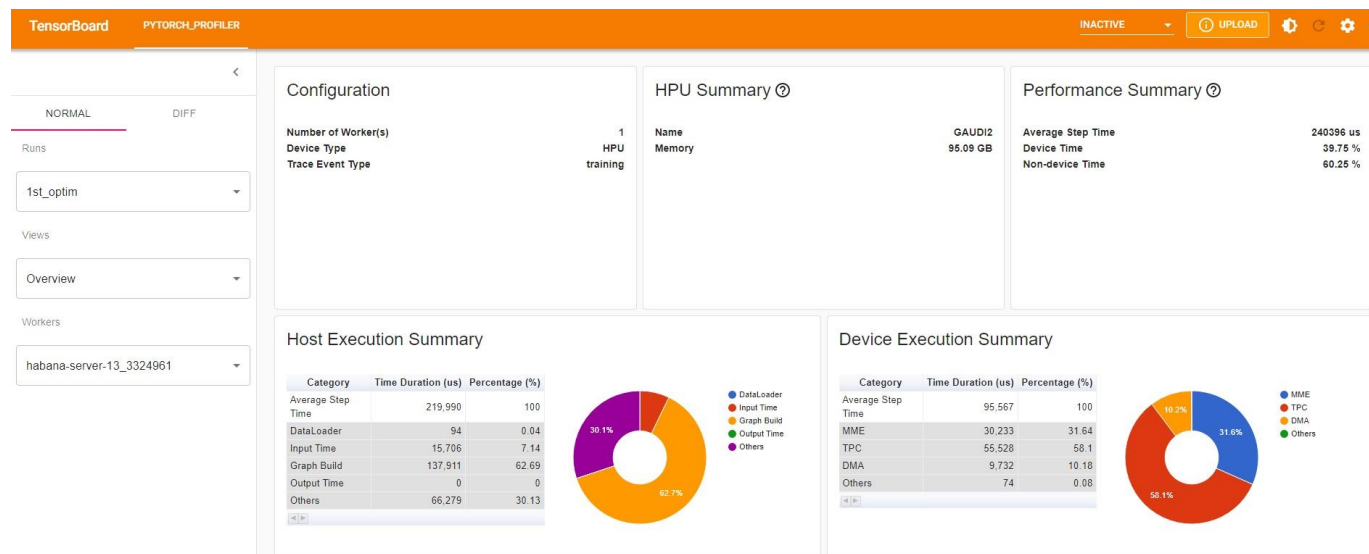 TensorBoard PYTORCH_PROFILER INACTIVE UPLOAD
NORMAL DIFF
Runs
1st_optim
Views
Overview
Workers
habana-server-13_3324961
Configuration
Number of Worker(s) 1
Device Type HPU
Trace Event Type training
HPU Summary
Name GAUDI2
Memory 95.09 GB
Performance Summary
Average Step Time 240396 us
Device Time 39.75 %
Non-device Time 60.25 %
Host Execution Summary
Category Time Duration (us) Percentage (%)
Average Step Time 219,990 100
DataLoader 94 0.04
Input Time 15,706 7.14
Graph Build 137,911 62.69
Output Time 0 0
Others 66,279 30.13
30.1%
62.7%
DataLoader
Input Time
Graph Build
Output Time
Others
Device Execution Summary
Category Time Duration (us) Percentage (%)
Average Step Time 95,567 100
MME 30,233 31.64
TPC 55,528 58.1
DMA 9,732 10.18
Others 74 0.08
10.2%
31.6%
58.1%
MME
TPC
DMA
Others